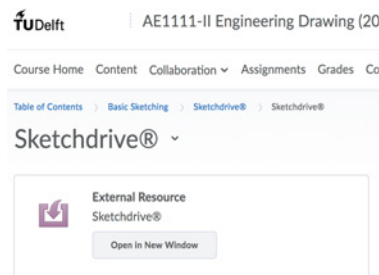 TUDelft
AE1111-II Engineering Drawing (20
Course Home Content Collaboration Assignments Grades Co
Table of Contents > Basic Sketching > Sketchdrive® > Sketchdrive®
Sketchdrive®
External Resource
Sketchdrive®
Open in New Window